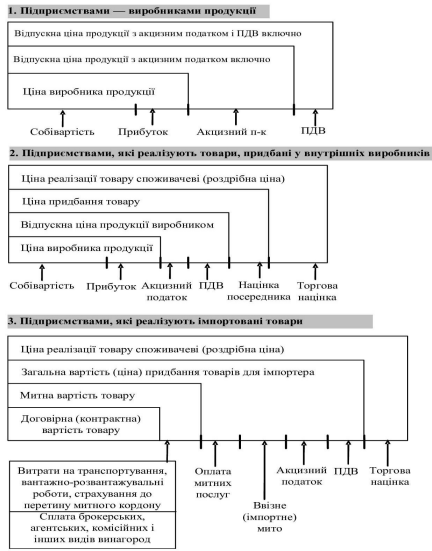 1. Підприємствами — виробниками продукції
Відпускна ціна продукції з акцизним податком і ПДВ включно
Відпускна ціна продукції з акцизним податком включно
Ціна виробника продукції
Собівартість
Прибуток
Акцизний п-к
ПДВ
2. Підприємствами, які реалізують товари, придбані у внутрішніх виробників
Ціна реалізації товару споживачеві (роздрібна ціна)
Ціна придбання товару
Відпускна ціна продукції виробником
Ціна виробника продукції
Собівартість
Прибуток
Акцизний
податок
ПДВ
Націнка
посередника
Торгова
націнка
3. Підприємствами, які реалізують імпортовані товари
Ціна реалізації товару споживачеві (роздрібна ціна)
Загальна вартість (ціна) придбання товарів для імпортера
Митна вартість товару
Договірна (контрактна)
вартість товару
Витрати на транспортування,
вантажно-розвантажувальні
роботи, страхування до
перетину митного кордону
Сплата брокерських,
агентських, комісійних і
інших видів винагород
Оплата
митних
послуг
Ввізне
(імпортне)
мито
Акцизний
податок
ПДВ
Торгова
націнка